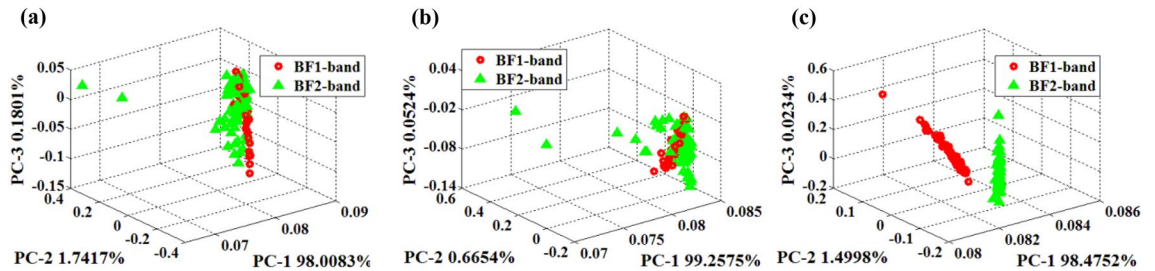 (a)
BF1-band
BF2-band
PC-3 0.1801%
0.05
0
-0.05
-0.1
-0.15
0.4
0.2
0
-0.2
-0.4
0.07
0.08
0.09
PC-2 1.7417%
PC-1 98.0083%
(b)
BF1-band
BF2-band
PC-3 0.0524%
0.04
-0.02
-0.08
-0.14
0.6
0.4
0.2
0
-0.2
0.07
0.075
0.08
0.085
PC-2 0.6654%
PC-1 99.2575%
(c)
BF1-band
BF2-band
PC-3 0.0234%
0.6
0.4
0.2
0
-0.2
0.2
0.1
0
-0.1
-0.2
0.08
0.082
0.084
0.086
PC-2 1.4998%
PC-1 98.4752%